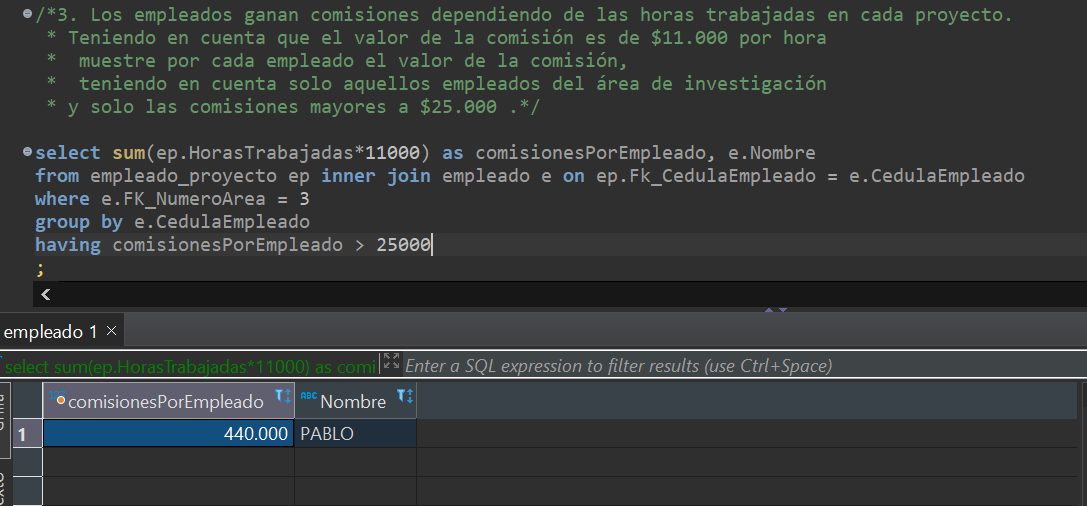 /*3. Los empleados ganan comisiones dependiendo de las horas trabajadas en cada proyecto.
* Teniendo en cuenta que el valor de la comisión es de $11.000 por hora
*  muestre por cada empleado el valor de la comisión,
*  teniendo en cuenta solo aquellos empleados del área de investigación
* y solo las comisiones mayores a $25.000 .*/
select sum(ep.HorasTrabajadas*11000) as comisionesPorEmpleado, e.Nombre
from empleado_proyecto ep inner join empleado e on ep.Fk_CedulaEmpleado = e.CedulaEmpleado
where e.FK_NumeroArea = 3
group by e.CedulaEmpleado
having comisionesPorEmpleado > 25000
;
empleado 1
select sum(ep.HorasTrabajadas*11000) as comi Enter a SQL expression to filter results (use Ctrl+Space)
comisionesPorEmpleado ABC Nombre
1 440.000 PABLO